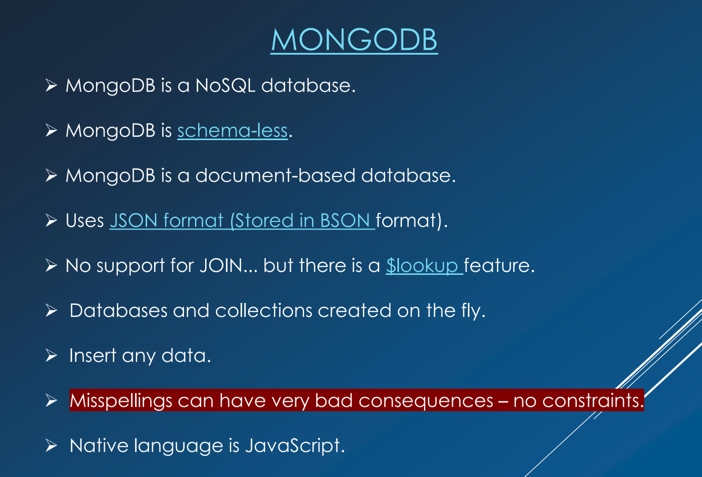 MONGODB
➢ MongoDB is a NoSQL database.
➢ MongoDB is schema-less.
➢ MongoDB is a document-based database.
➢ Uses JSON format (Stored in BSON format).
➢ No support for JOIN... but there is a $lookup feature.
➢ Databases and collections created on the fly.
➢ Insert any data.
➢ Misspellings can have very bad consequences – no constraints.
➢ Native language is JavaScript.